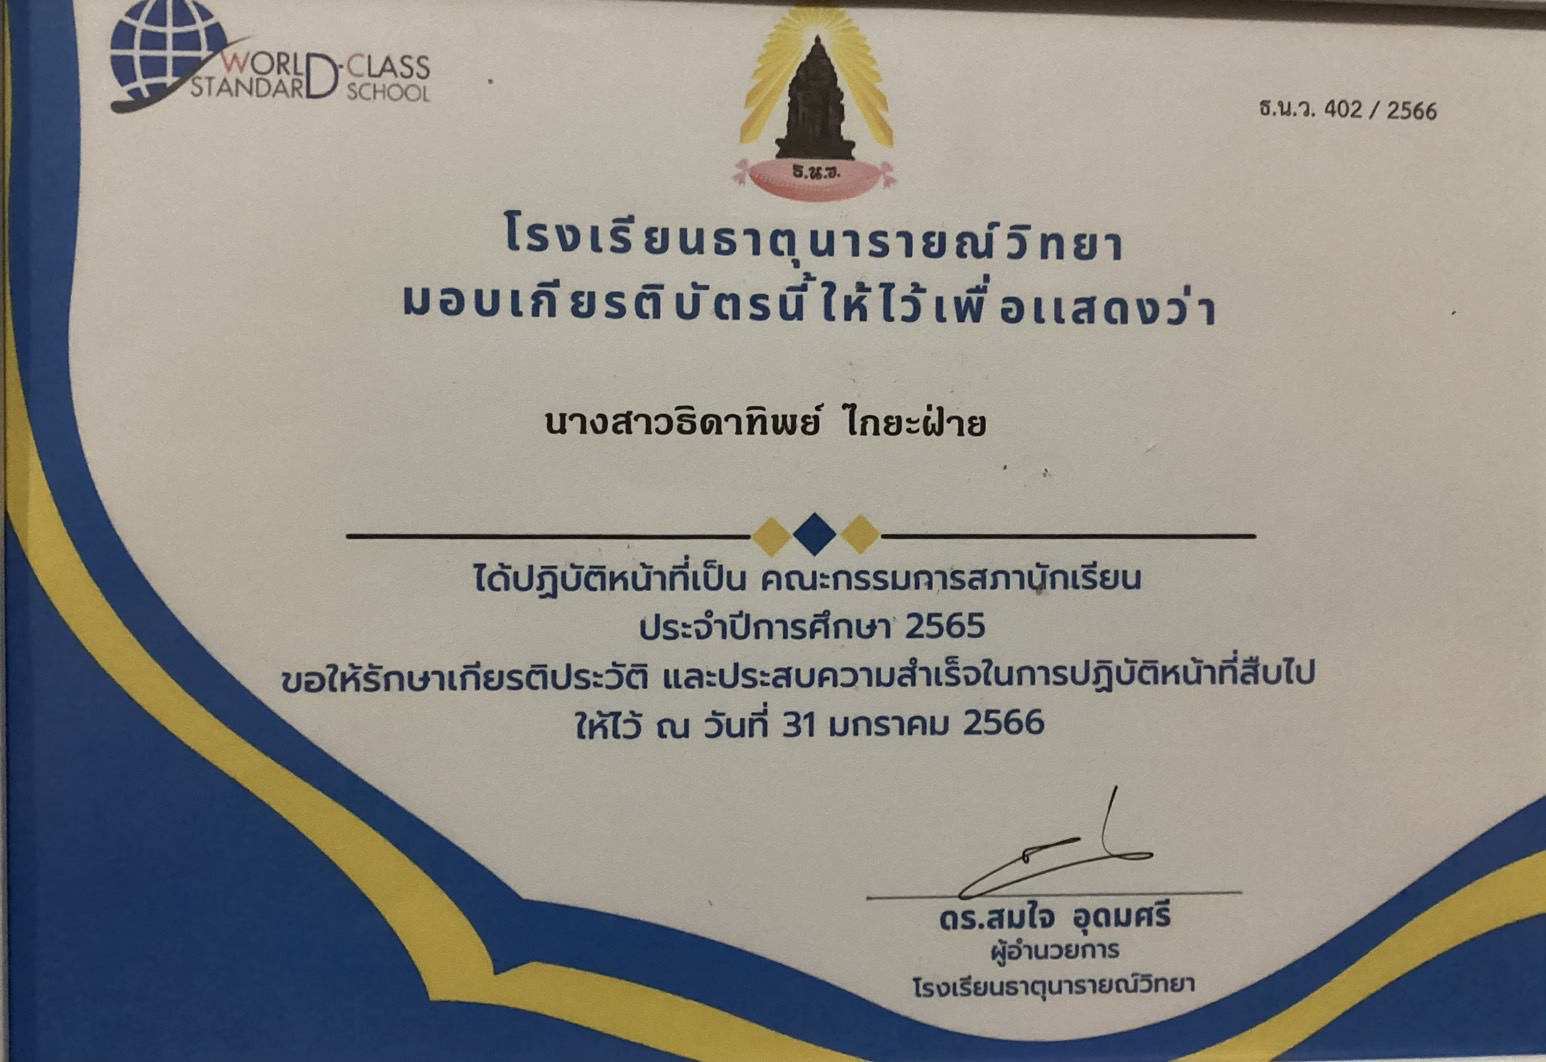 WORLD-CLASS
STANDARD SCHOOL
ธ.น.ว. 402 / 2566
ธ.น.ว.
โรงเรียนธาตุนารายณ์วิทยา
มอบเกียรติบัตรนี้ให้ไว้เพื่อแสดงว่า
นางสาวธิดาทิพย์ ไกยะฝ่าย
ได้ปฏิบัติหน้าที่เป็น คณะกรรมการสภานักเรียน
ประจำปีการศึกษา 2565
ขอให้รักษาเกียรติประวัติ และประสบความสำเร็จในการปฏิบัติหน้าที่สืบไป
ให้ไว้ ณ วันที่ 31 มกราคม 2566
ดร.สมใจ อุดมศรี
ผู้อำนวยการ
โรงเรียนธาตุนารายณ์วิทยา